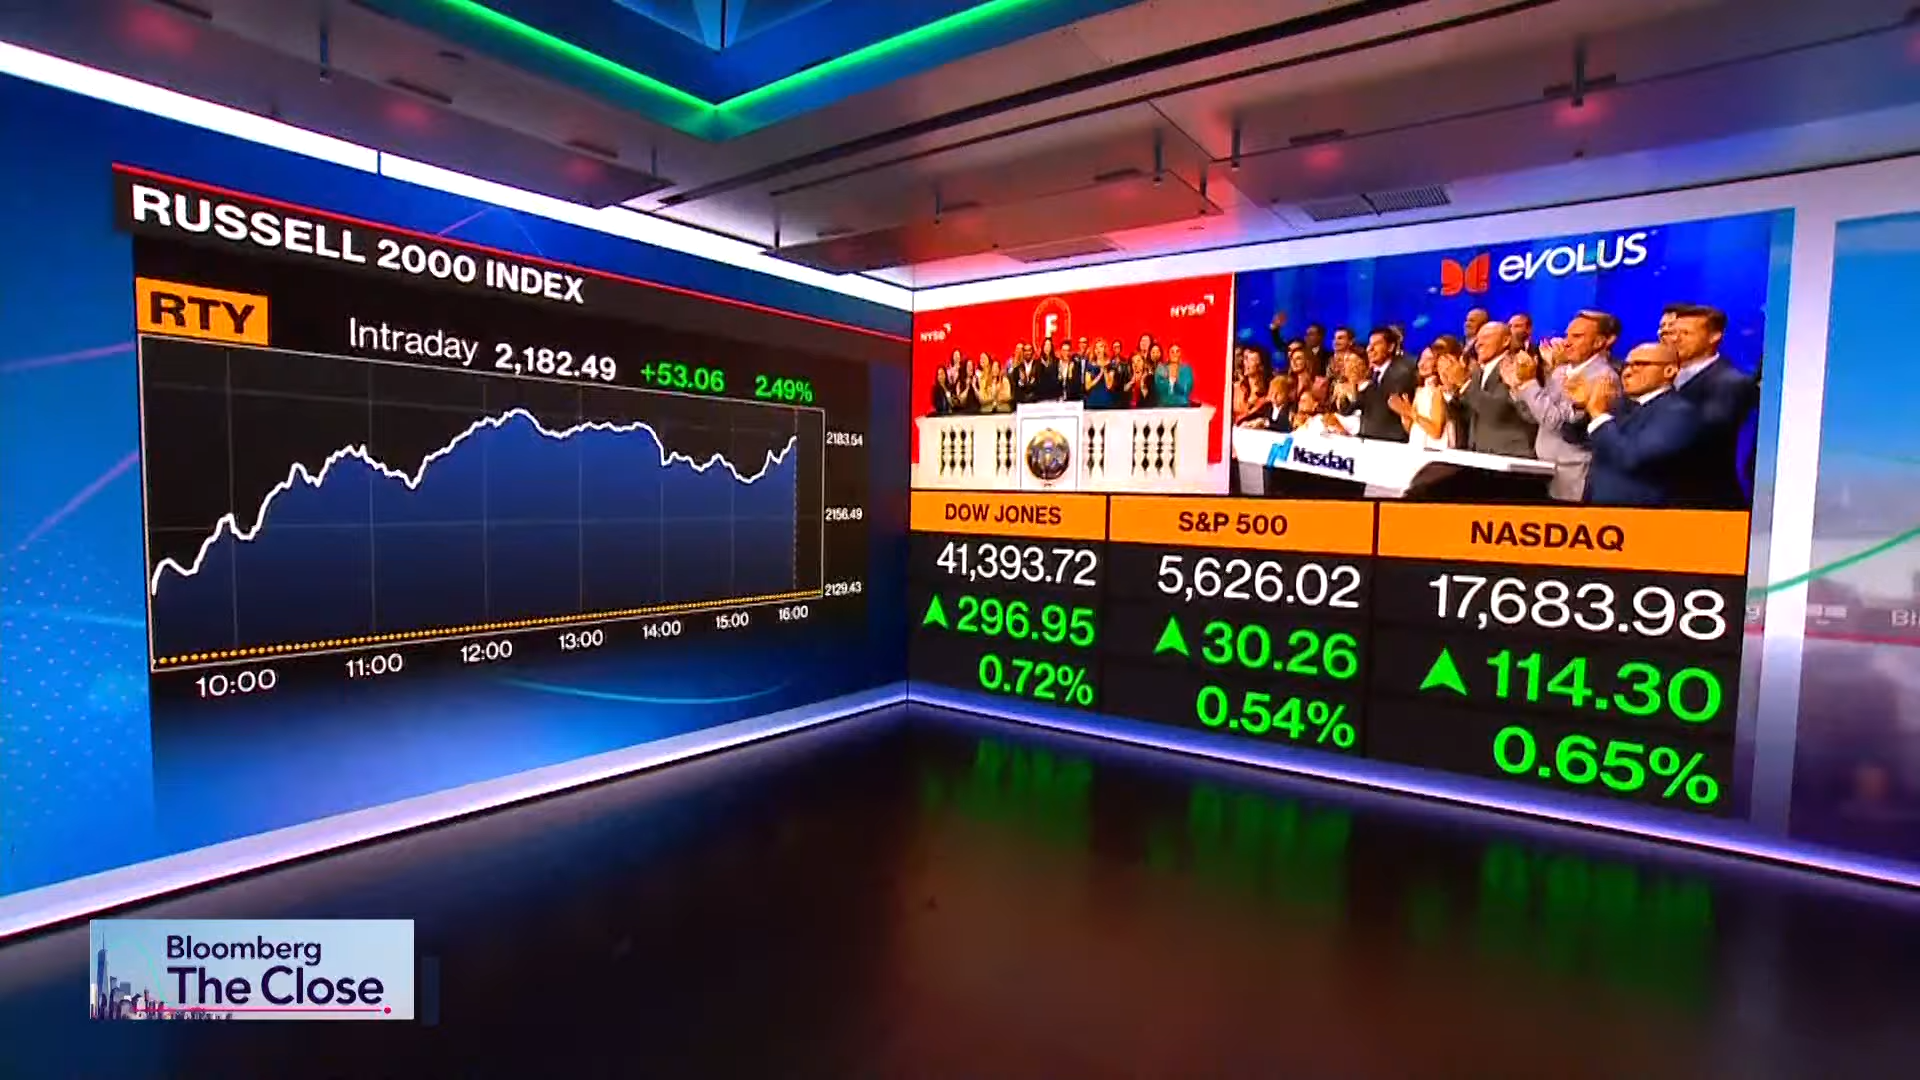 RUSSELL 2000 INDEX
RTY
Intraday 2,182.49 +53.06 2.49%
2183.54
2156.49
2129.43
10:00 11:00 12:00 13:00 14:00 15:00 16:00
NYSE
F
NYSE
evolus
Nasdaq
DOW JONES
41,393.72
▲296.95
0.72%
S&P 500
5,626.02
▲30.26
0.54%
NASDAQ
17,683.98
▲114.30
0.65%
Bloomberg
The Close